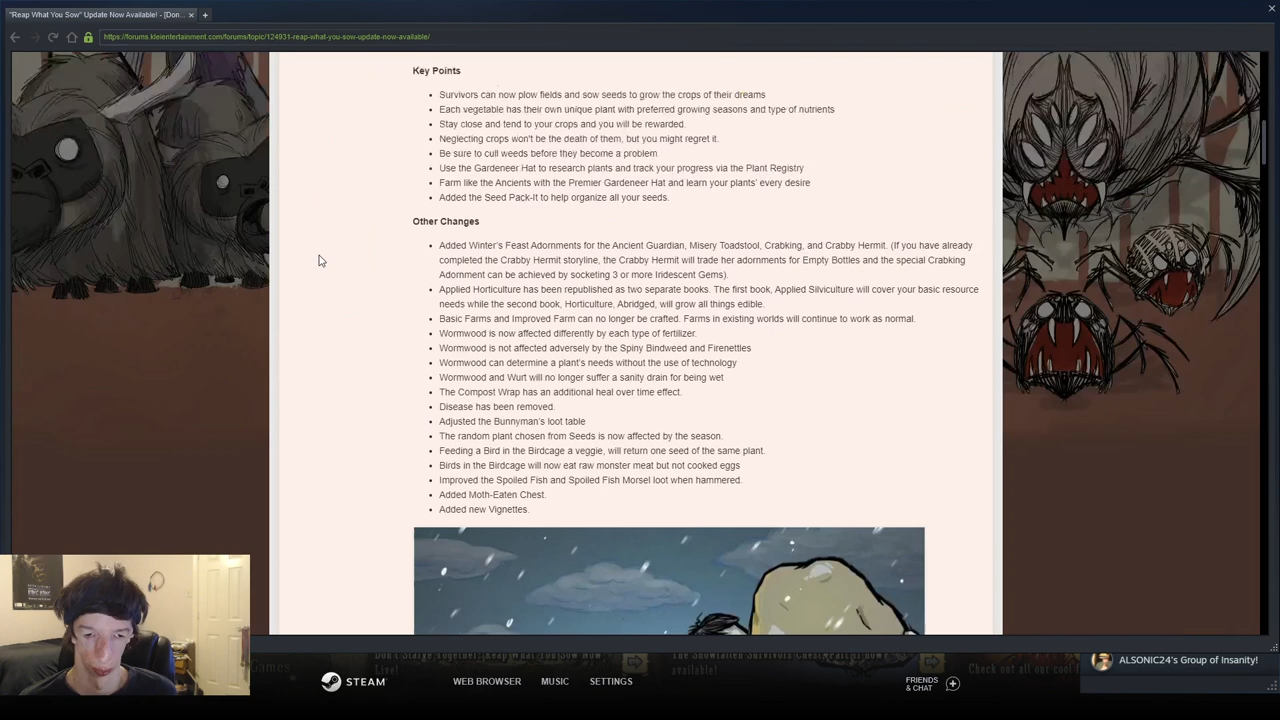 "Reap What You Sow" Update Now Available! - [Don...
https://forums.kleientertainment.com/forums/topic/124931-reap-what-you-sow-update-now-available/
Key Points
Survivors can now plow fields and sow seeds to grow the crops of their dreams
Each vegetable has their own unique plant with preferred growing seasons and type of nutrients
Stay close and tend to your crops and you will be rewarded.
Neglecting crops won't be the death of them, but you might regret it.
Be sure to cull weeds before they become a problem
Use the Gardeneer Hat to research plants and track your progress via the Plant Registry
Farm like the Ancients with the Premier Gardeneer Hat and learn your plants' every desire
Added the Seed Pack-It to help organize all your seeds.
Other Changes
Added Winter's Feast Adornments for the Ancient Guardian, Misery Toadstool, Crabking, and Crabby Hermit. (If you have already
completed the Crabby Hermit storyline, the Crabby Hermit will trade her adornments for Empty Bottles and the special Crabking
Adornment can be achieved by socketing 3 or more Iridescent Gems).
Applied Horticulture has been republished as two separate books. The first book, Applied Silviculture will cover your basic resource
needs while the second book, Horticulture, Abridged, will grow all things edible.
Basic Farms and Improved Farm can no longer be crafted. Farms in existing worlds will continue to work as normal.
Wormwood is now affected differently by each type of fertilizer.
Wormwood is not affected adversely by the Spiny Bindweed and Firenettles
Wormwood can determine a plant's needs without the use of technology
Wormwood and Wurt will no longer suffer a sanity drain for being wet
The Compost Wrap has an additional heal over time effect.
Disease has been removed.
Adjusted the Bunnyman's loot table
The random plant chosen from Seeds is now affected by the season.
Feeding a Bird in the Birdcage a veggie, will return one seed of the same plant.
Birds in the Birdcage will now eat raw monster meat but not cooked eggs
Improved the Spoiled Fish and Spoiled Fish Morsel loot when hammered.
Added Moth-Eaten Chest.
Added new Vignettes.
Games
Live!
available!
Check out all our cool
ALSONIC24's Group of Insanity!
STEAM
WEB BROWSER
MUSIC
SETTINGS
FRIENDS
& CHAT